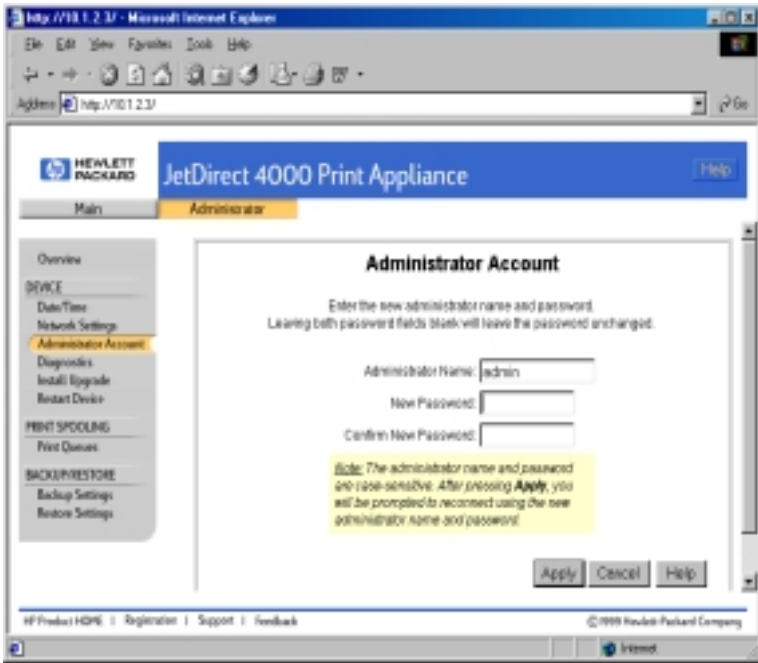 http://10.1.2.3/ - Microsoft Internet Explorer
File Edit View Favorites Tools Help
Address http://10.1.2.3/ Go
HEWLETT
PACKARD
JetDirect 4000 Print Appliance
Help
Main
Administrator
Overview
DEVICE
Date/Time
Network Settings
Administrator Account
Diagnostics
Install Upgrade
Restart Device
PRINT SPOOLING
Print Queues
BACKUP/RESTORE
Backup Settings
Restore Settings
Administrator Account
Enter the new administrator name and password.
Leaving both password fields blank will leave the password unchanged.
Administrator Name: admin
New Password:
Confirm New Password:
Note: The administrator name and password
are case-sensitive. After pressing Apply, you
will be prompted to reconnect using the new
administrator name and password.
Apply Cancel Help
HP Product HOME | Registration | Support | Feedback
© 1999 Hewlett-Packard Company
Internet